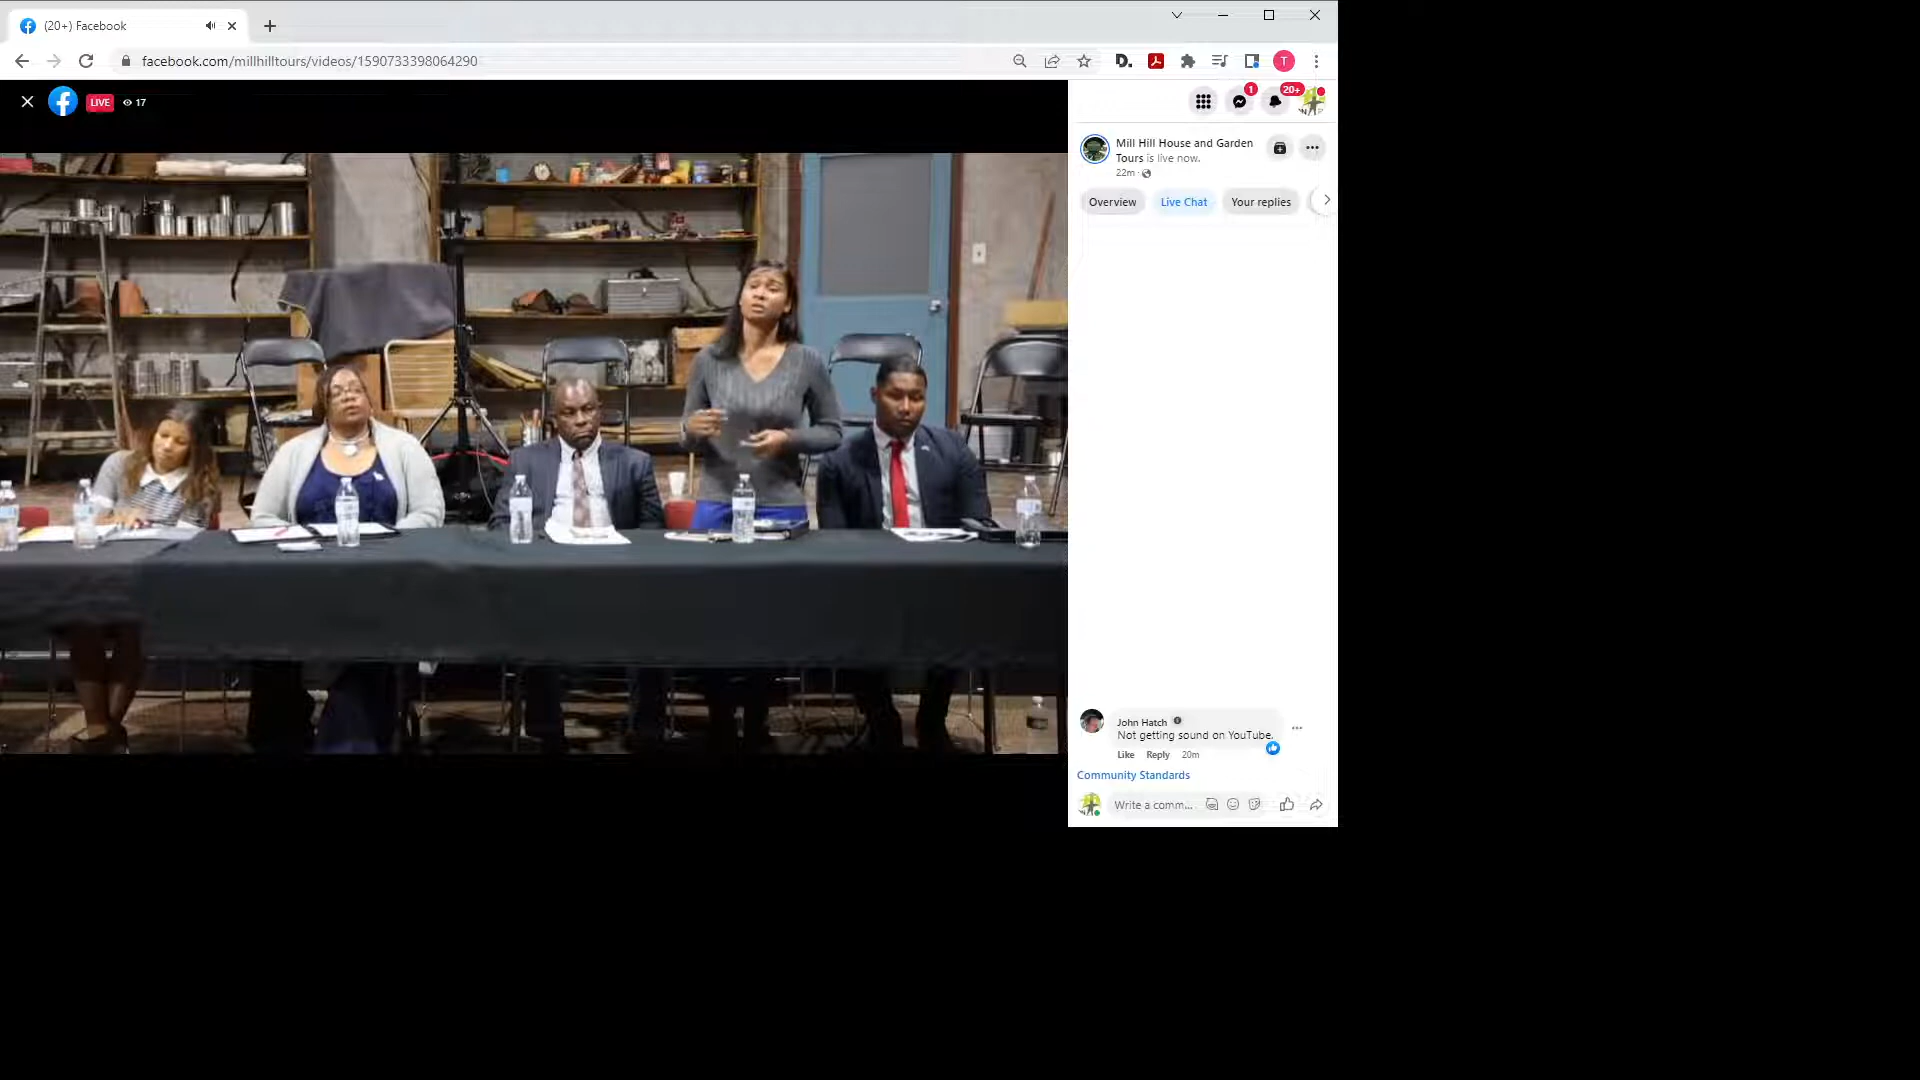 (20+) Facebook
facebook.com/millhilltours/videos/1590733398064290
D.
T
LIVE 17
1
20+
Mill Hill House and Garden
Tours is live now.
22m ·
Overview
Live Chat
Your replies
John Hatch
Not getting sound on YouTube.
Like Reply 20m
Community Standards
Write a comm...